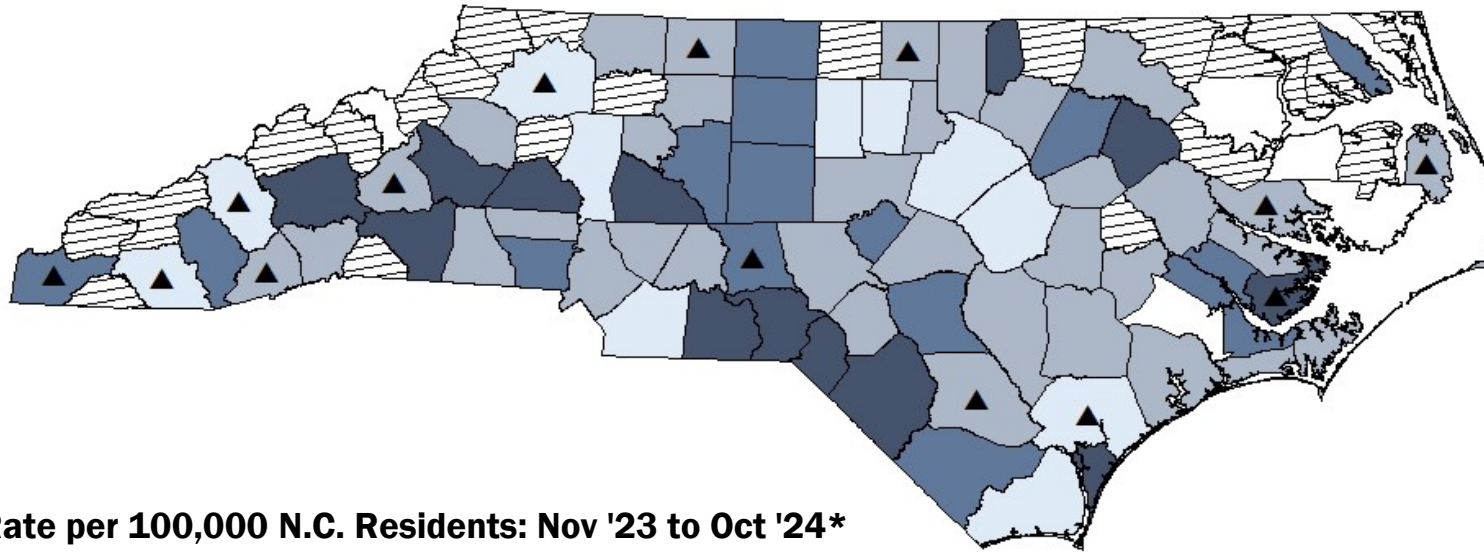 Rate per 100,000 N.C. Residents: Nov '23 to Oct '24*